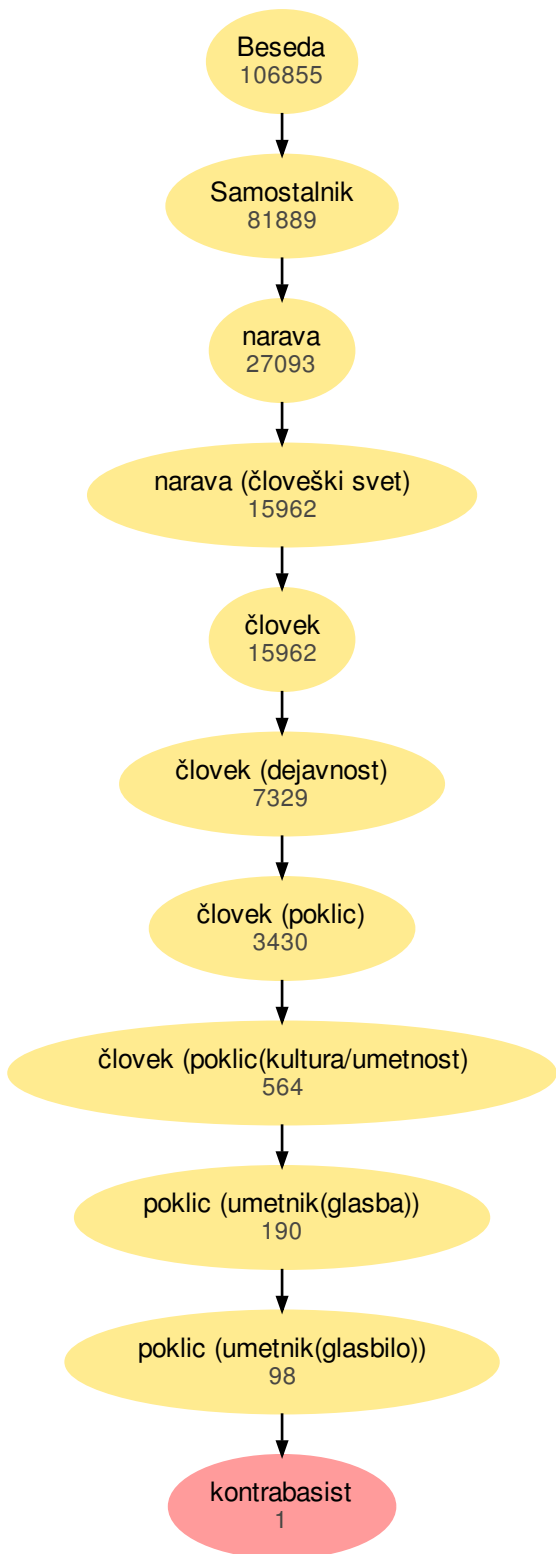 Beseda
106855
Samostalnik
81889
narava
27093
narava (človeški svet)
15962
človek
15962
človek (dejavnost)
7329
človek (poklic)
3430
človek (poklic(kultura/umetnost)
564
poklic (umetnik(glasba))
190
poklic (umetnik(glasbilo))
98
kontrabasist
1